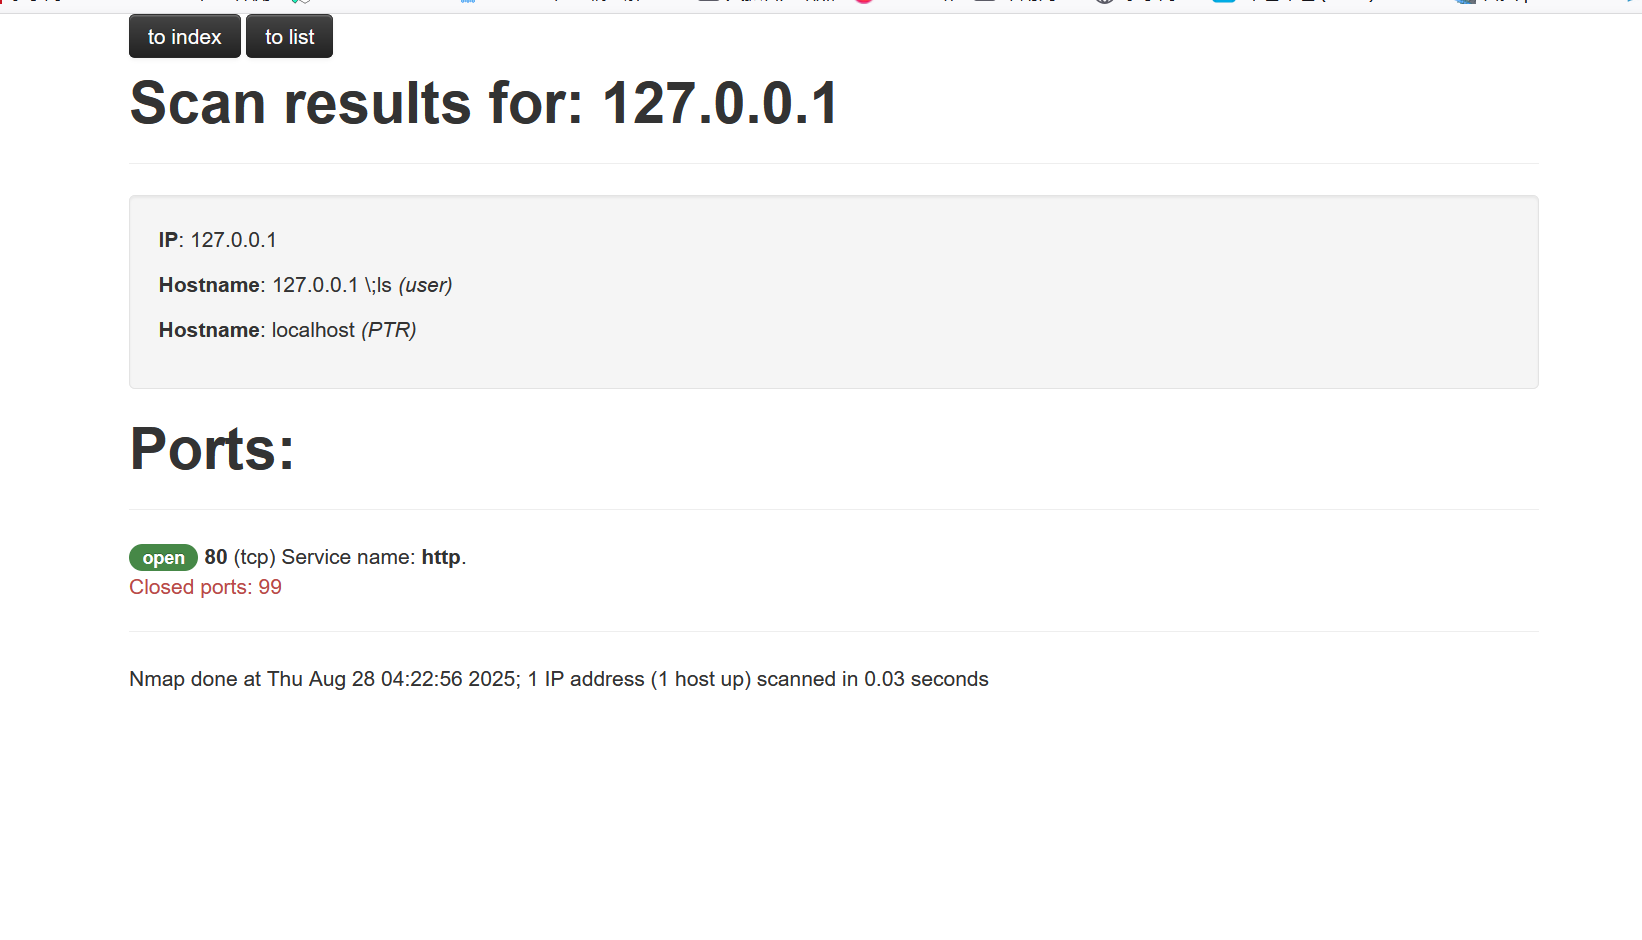 to index to list
Scan results for: 127.0.0.1
IP: 127.0.0.1
Hostname: 127.0.0.1 \;ls (user)
Hostname: localhost (PTR)
Ports:
open 80 (tcp) Service name: http.
Closed ports: 99
Nmap done at Thu Aug 28 04:22:56 2025; 1 IP address (1 host up) scanned in 0.03 seconds